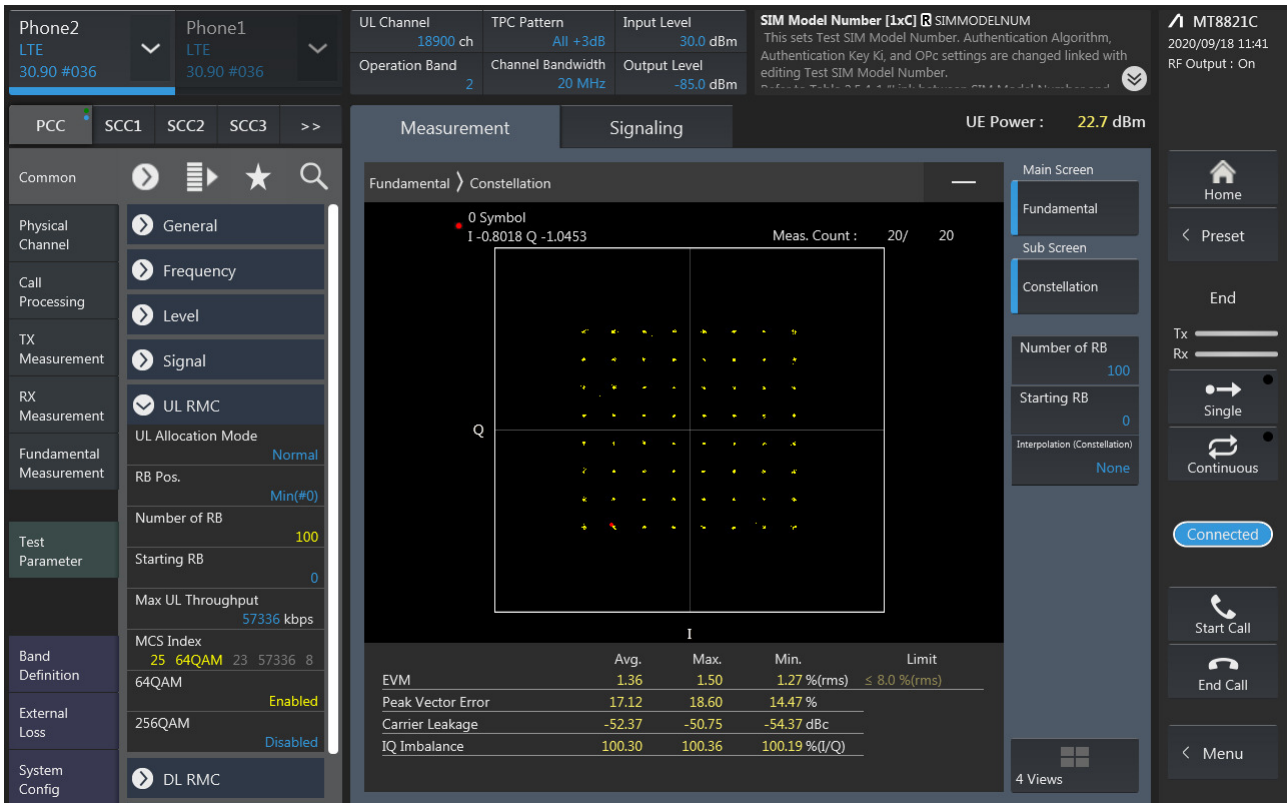 Phone2
LTE
30.90 #036
Phone1
LTE
30.90 #036
UL Channel
18900 ch
TPC Pattern
All +3dB
Input Level
30.0 dBm
Operation Band
2
Channel Bandwidth
20 MHz
Output Level
-85.0 dBm
SIM Model Number [1xC] R SIMMODELNUM
This sets Test SIM Model Number. Authentication Algorithm,
Authentication Key Ki, and OPc settings are changed linked with
editing Test SIM Model Number.
MT8821C
2020/09/18 11:41
RF Output : On
PCC SCC1 SCC2 SCC3 >>
Measurement
Signaling
UE Power : 22.7 dBm
Common
Physical
Channel
Call
Processing
TX
Measurement
RX
Measurement
Fundamental
Measurement
Test
Parameter
Band
Definition
External
Loss
System
Config
General
Frequency
Level
Signal
UL RMC
UL Allocation Mode
Normal
RB Pos.
Min(#0)
Number of RB
100
Starting RB
0
Max UL Throughput
57336 kbps
MCS Index
25 64QAM 23 57336 8
64QAM
Enabled
256QAM
Disabled
DL RMC
Fundamental 〉 Constellation
0 Symbol
I -0.8018 Q -1.0453
Meas. Count : 20/ 20
Q
I
Avg. Max. Min. Limit
EVM 1.36 1.50 1.27 %(rms) ≤ 8.0 %(rms)
Peak Vector Error 17.12 18.60 14.47 %
Carrier Leakage -52.37 -50.75 -54.37 dBc
IQ Imbalance 100.30 100.36 100.19 %(I/Q)
Main Screen
Fundamental
Sub Screen
Constellation
Number of RB
100
Starting RB
0
Interpolation (Constellation)
None
4 Views
Home
< Preset
End
Tx
Rx
Single
Continuous
Connected
Start Call
End Call
< Menu